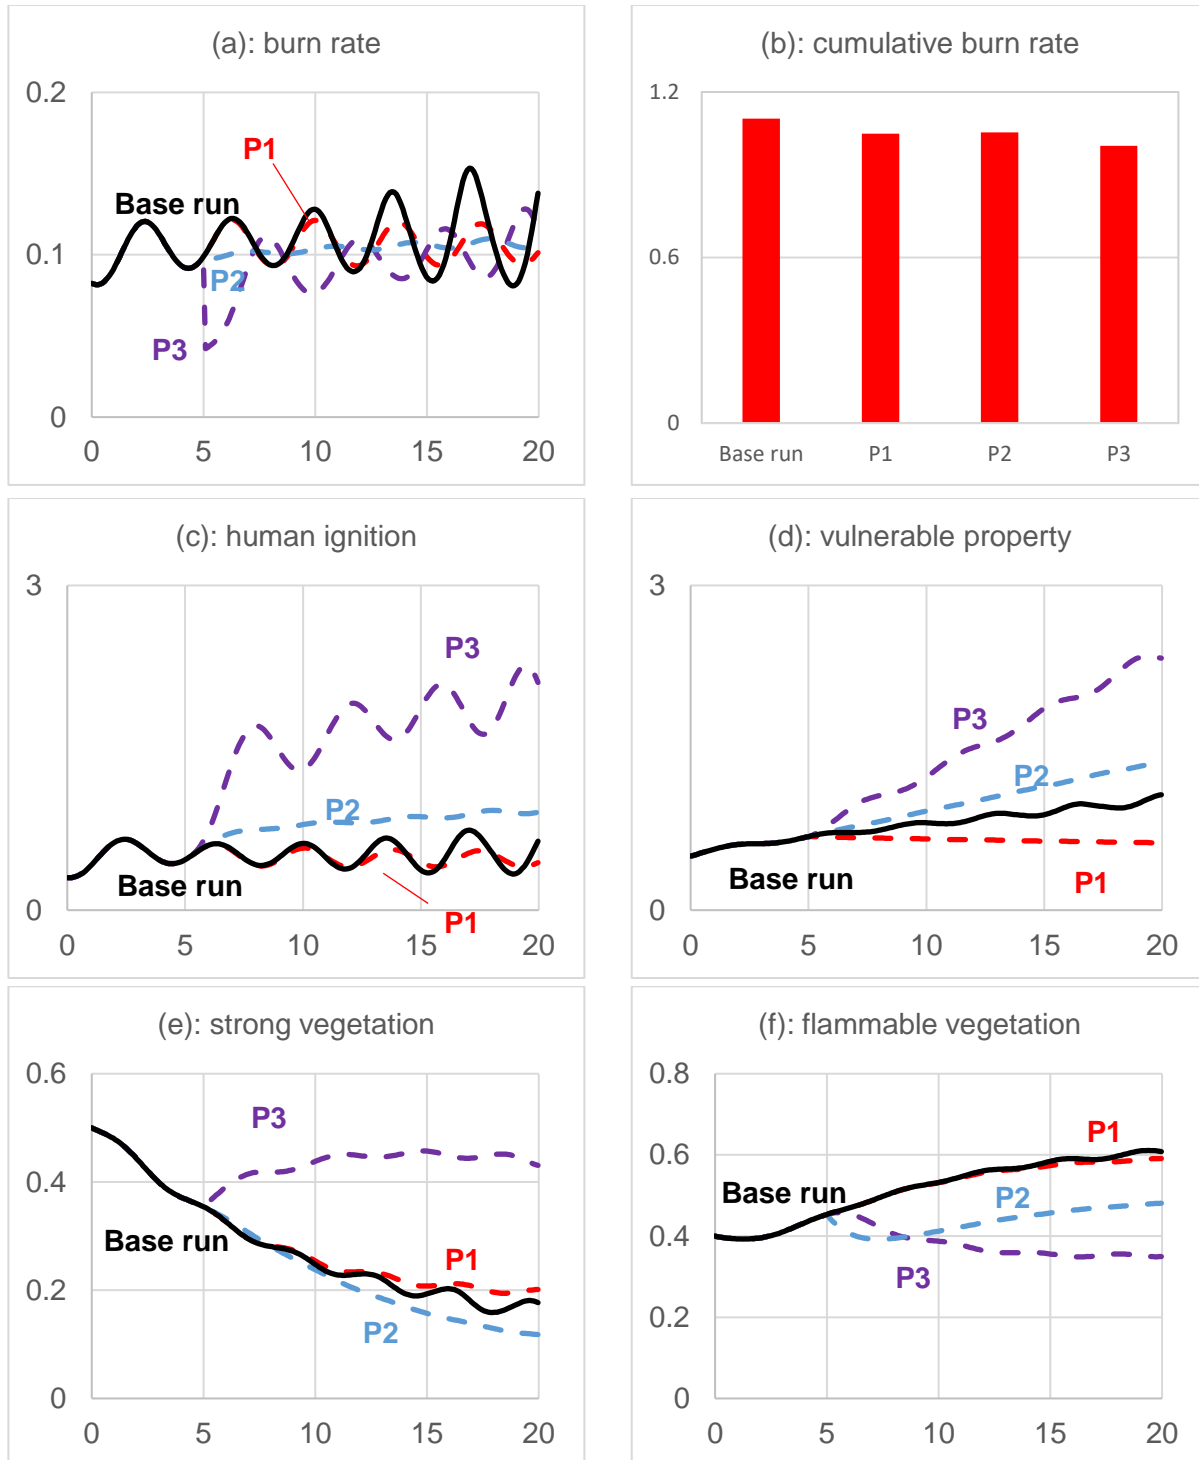 (a): burn rate
0.2
P1
Base run
0.1
P2
P3
0
0 5 10 15 20
(b): cumulative burn rate
1.2
0.6
0
Base run P1 P2 P3
(c): human ignition
3
P3
P2
Base run
P1
0
0 5 10 15 20
(d): vulnerable property
3
P3
P2
Base run
P1
0
0 5 10 15 20
(e): strong vegetation
0.6
P3
0.4
Base run
P1
0.2
P2
0
0 5 10 15 20
(f): flammable vegetation
0.8
P1
0.6
Base run
P2
0.4
P3
0.2
0
0 5 10 15 20